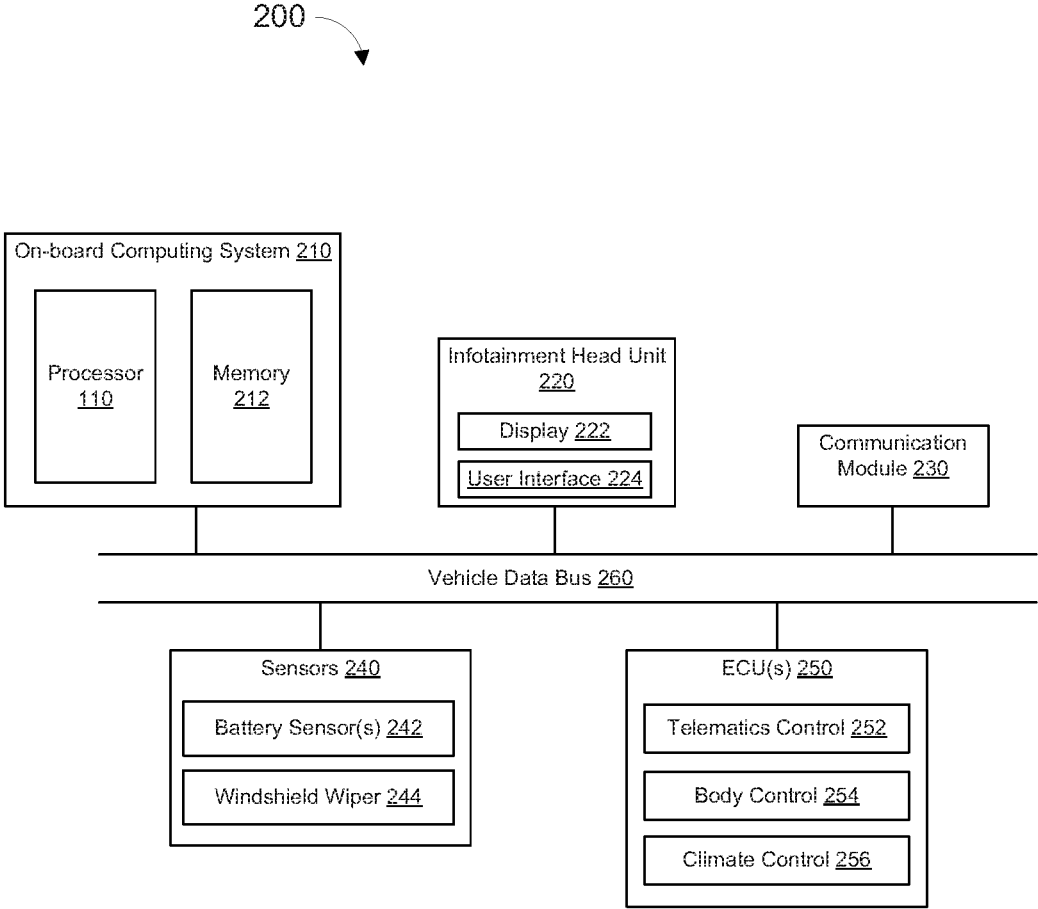 200
On-board Computing System 210
Processor
110
Memory
212
Infotainment Head Unit
220
Display 222
User Interface 224
Communication
Module 230
Vehicle Data Bus 260
Sensors 240
Battery Sensor(s) 242
Windshield Wiper 244
ECU(s) 250
Telematics Control 252
Body Control 254
Climate Control 256